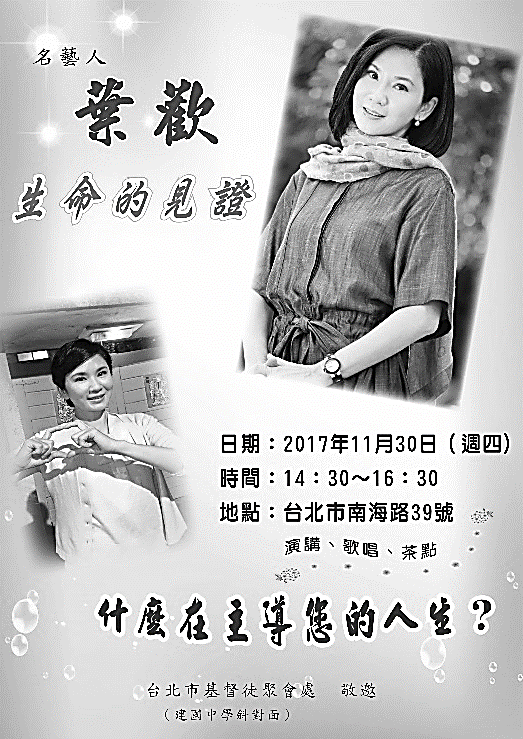 名藝人
葉歡
生命的見證
日期：2017年11月30日（週四）
時間：14：30～16：30
地點：台北市南海路39號
演講、歌唱、茶點
什麼在主導您的人生？
台北市基督徒聚會處　敬邀
（建國中學斜對面）